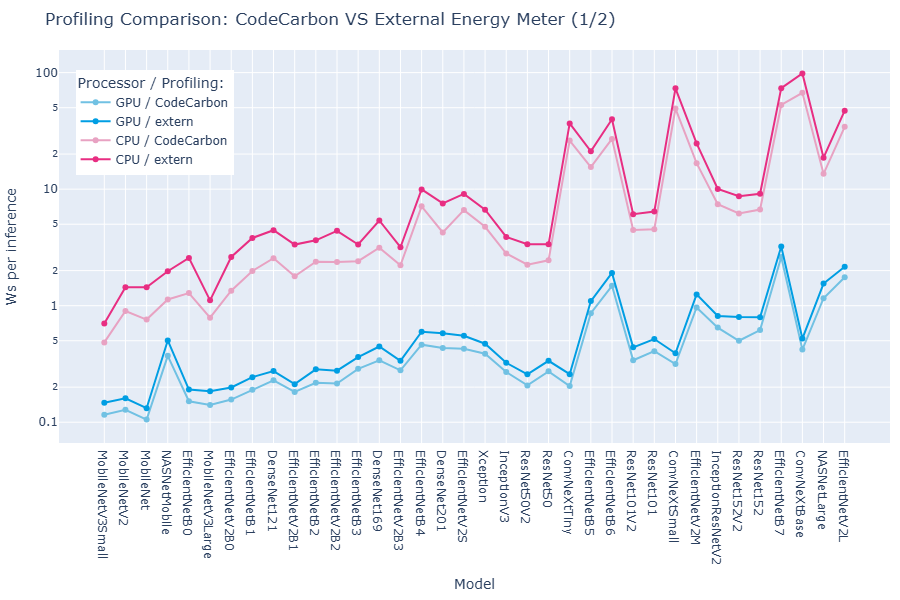 Profiling Comparison: CodeCarbon VS External Energy Meter (1/2)
Processor / Profiling:
GPU / CodeCarbon
GPU / extern
CPU / CodeCarbon
CPU / extern
Ws per inference
100
5
2
10
5
2
1
5
2
0.1
MobileNetV3Small
MobileNetV2
MobileNet
NASNetMobile
EfficientNetB0
MobileNetV3Large
EfficientNetV2B0
EfficientNetB1
DenseNet121
EfficientNetV2B1
EfficientNetB2
EfficientNetV2B2
EfficientNetB3
DenseNet169
EfficientNetV2B3
EfficientNetB4
DenseNet201
EfficientNetV2S
Xception
InceptionV3
ResNet50V2
ResNet50
ConvNeXtTiny
EfficientNetB5
EfficientNetB6
ResNet101V2
ResNet101
ConvNeXtSmall
EfficientNetV2M
InceptionResNetV2
ResNet152V2
ResNet152
EfficientNetB7
ConvNeXtBase
NASNetLarge
EfficientNetV2L
Model